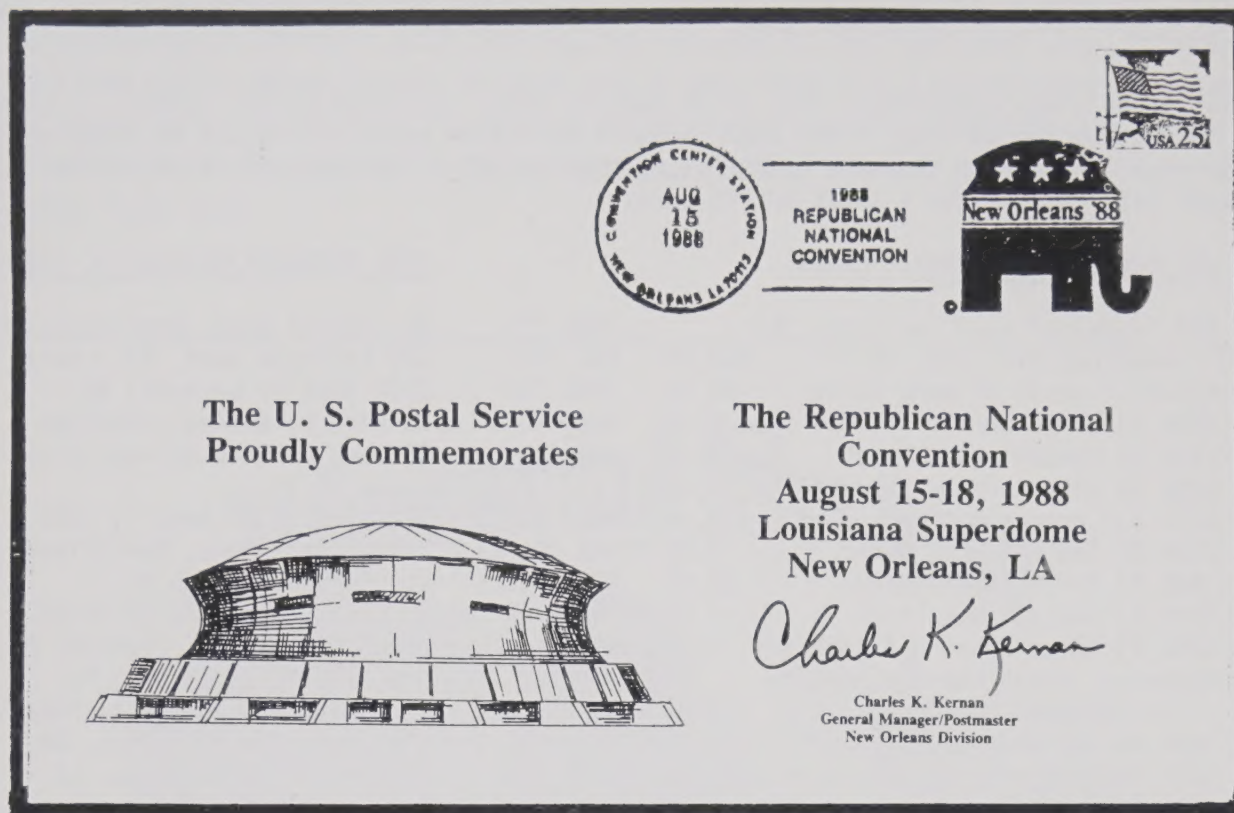 USA 25
CONVENTION CENTER STATION
AUG
15
1988
NEW ORLEANS LA 70113
1988
REPUBLICAN
NATIONAL
CONVENTION
New Orleans '88
The U. S. Postal Service
Proudly Commemorates
The Republican National
Convention
August 15-18, 1988
Louisiana Superdome
New Orleans, LA
Charles K. Kernan
Charles K. Kernan
General Manager/Postmaster
New Orleans Division